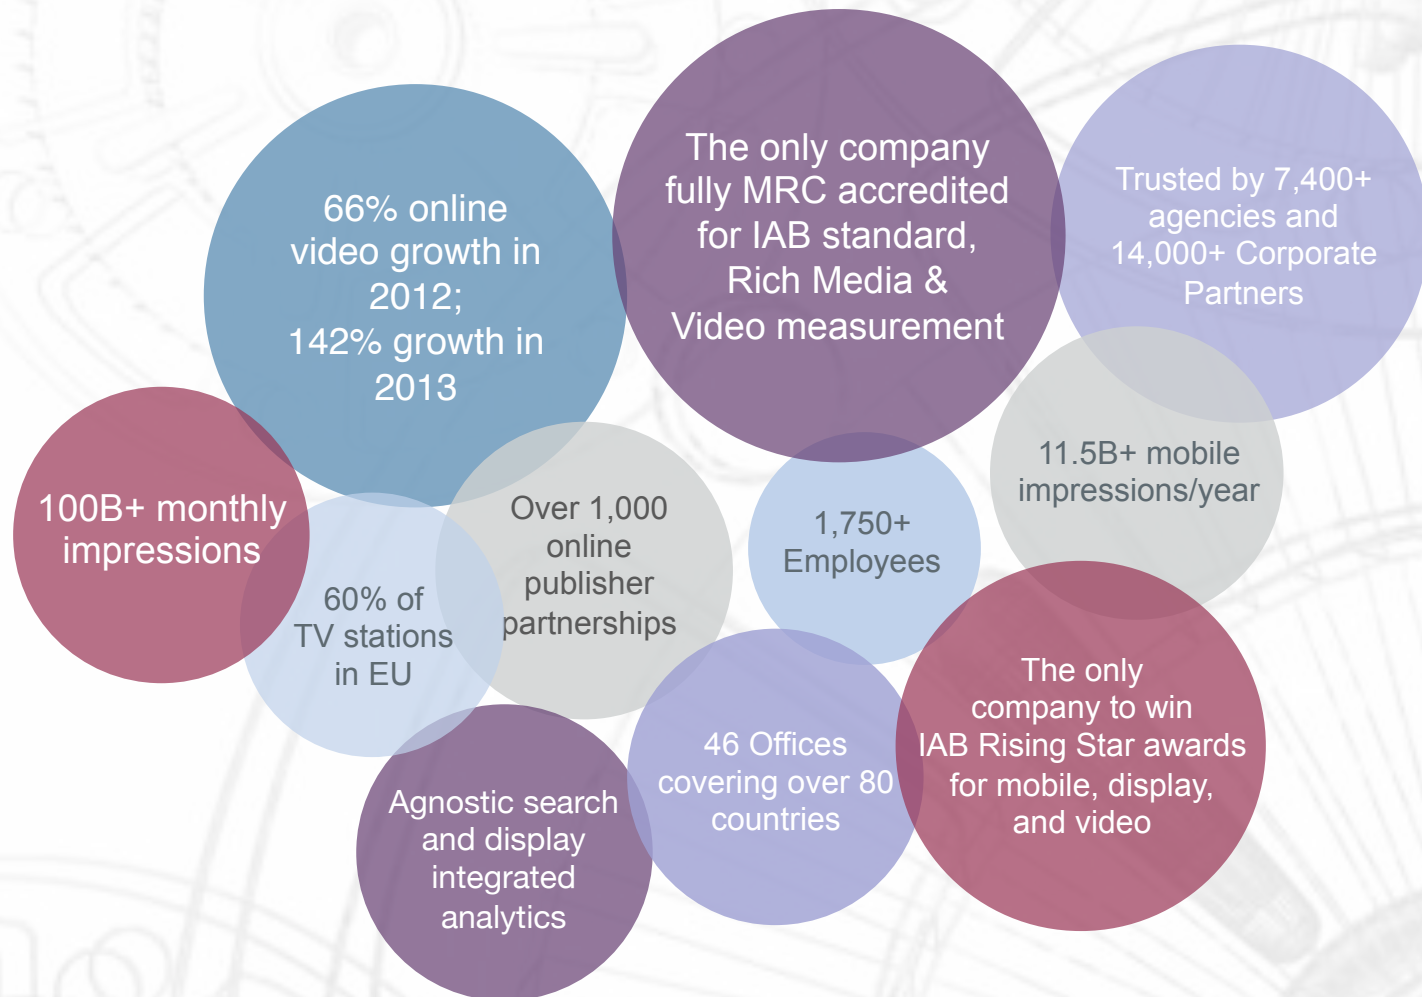 66% online
video growth in
2012;
142% growth in
2013
The only company
fully MRC accredited
for IAB standard,
Rich Media &
Video measurement
Trusted by 7,400+
agencies and
14,000+ Corporate
Partners
100B+ monthly
impressions
60% of
TV stations
in EU
Over 1,000
online
publisher
partnerships
1,750+
Employees
11.5B+ mobile
impressions/year
Agnostic search
and display
integrated
analytics
46 Offices
covering over 80
countries
The only
company to win
IAB Rising Star awards
for mobile, display,
and video